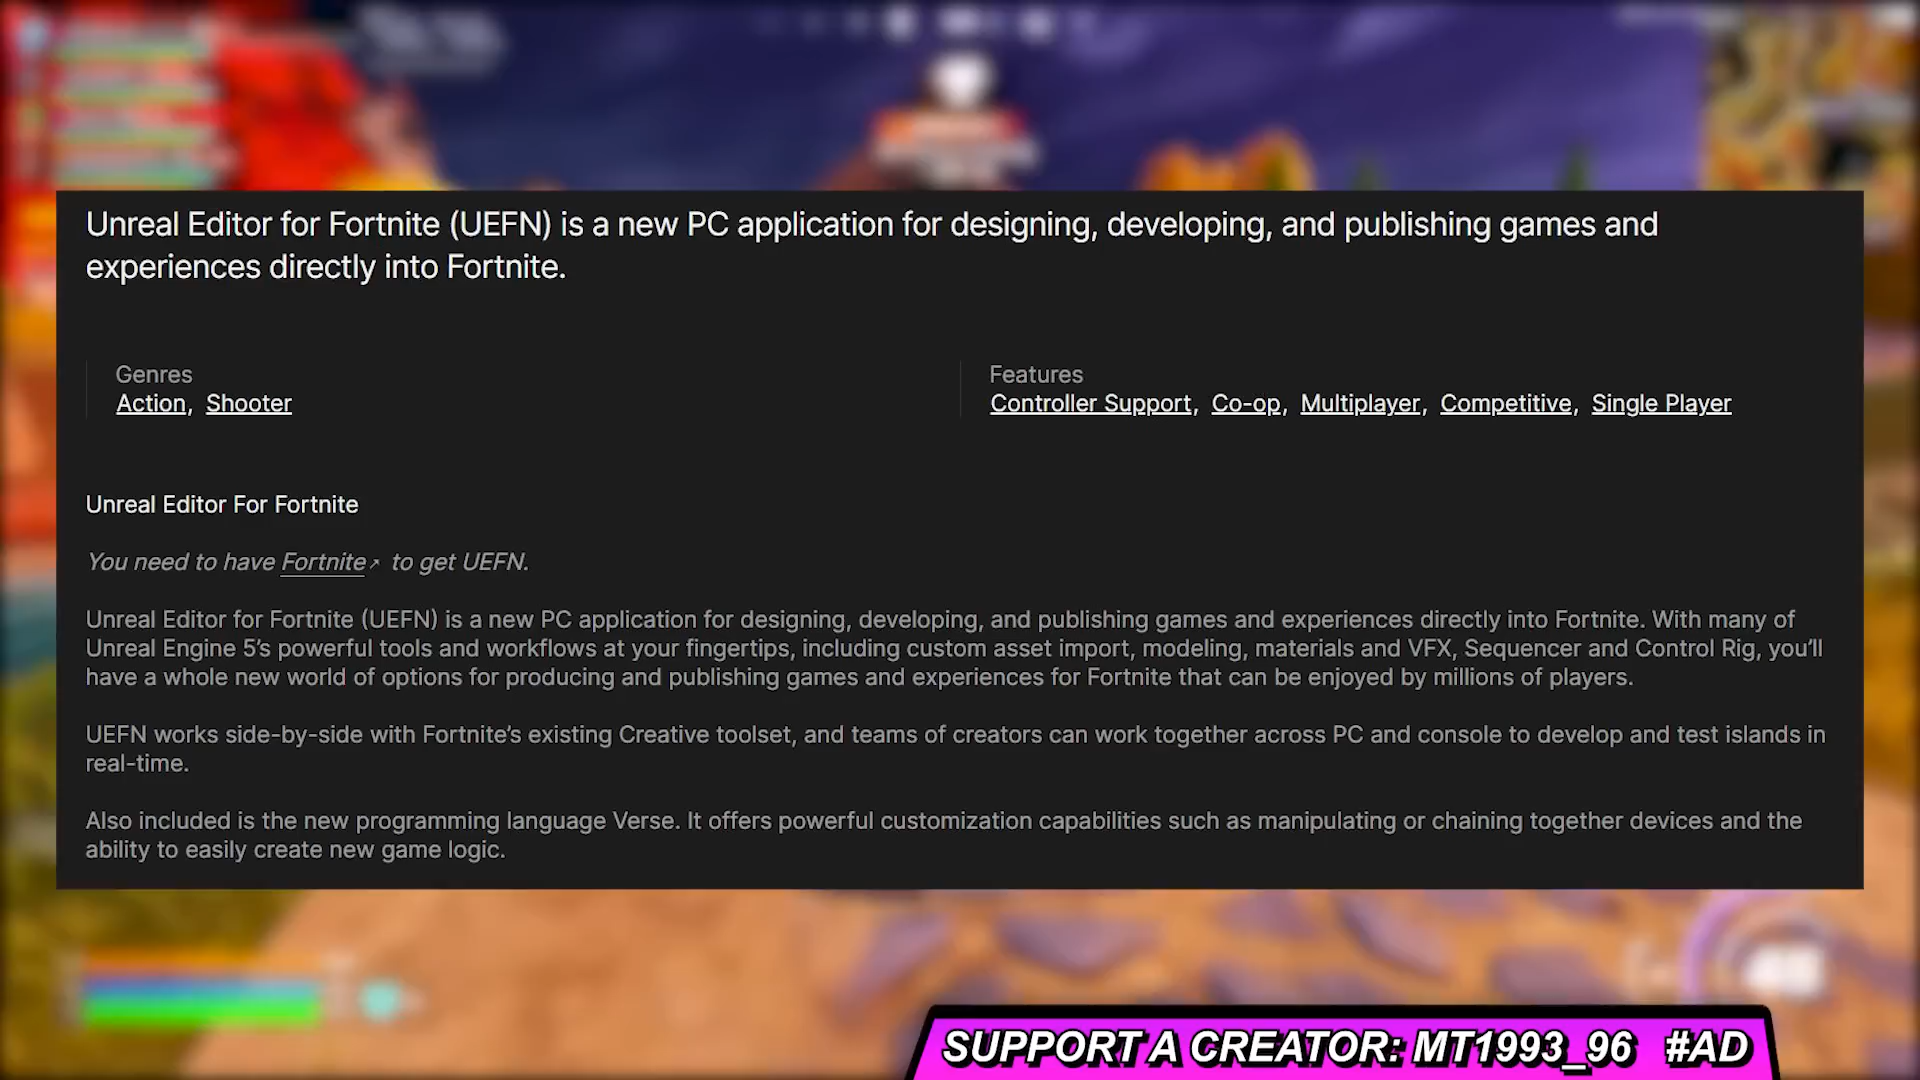 Unreal Editor for Fortnite (UEFN) is a new PC application for designing, developing, and publishing games and
experiences directly into Fortnite.
Genres
Action, Shooter
Features
Controller Support, Co-op, Multiplayer, Competitive, Single Player
Unreal Editor For Fortnite
You need to have Fortnite↗ to get UEFN.
Unreal Editor for Fortnite (UEFN) is a new PC application for designing, developing, and publishing games and experiences directly into Fortnite. With many of
Unreal Engine 5’s powerful tools and workflows at your fingertips, including custom asset import, modeling, materials and VFX, Sequencer and Control Rig, you’ll
have a whole new world of options for producing and publishing games and experiences for Fortnite that can be enjoyed by millions of players.
UEFN works side-by-side with Fortnite’s existing Creative toolset, and teams of creators can work together across PC and console to develop and test islands in
real-time.
Also included is the new programming language Verse. It offers powerful customization capabilities such as manipulating or chaining together devices and the
ability to easily create new game logic.
SUPPORT A CREATOR: MT1993_96 #AD